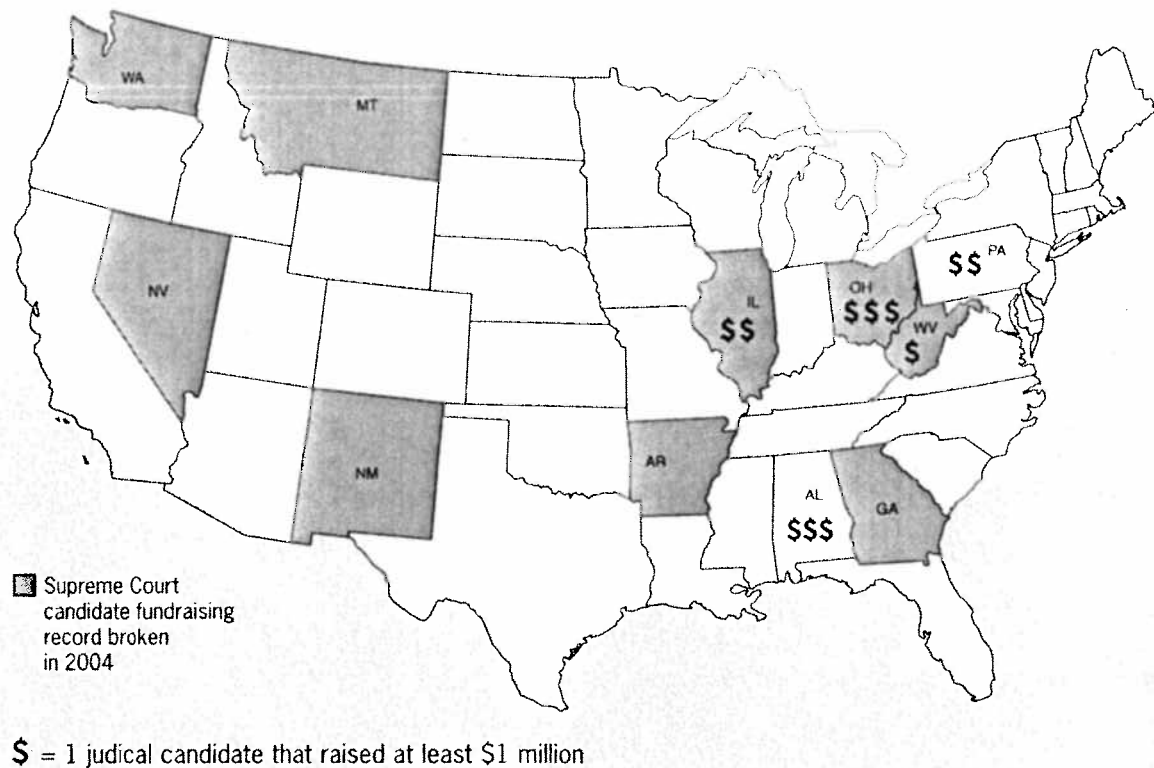 WA
MT
NV
IL
$$
OH
$$$
$$ PA
WV
$
NM
AR
AL
$$$
GA
Supreme Court
candidate fundraising
record broken
in 2004
$ = 1 judical candidate that raised at least $1 million